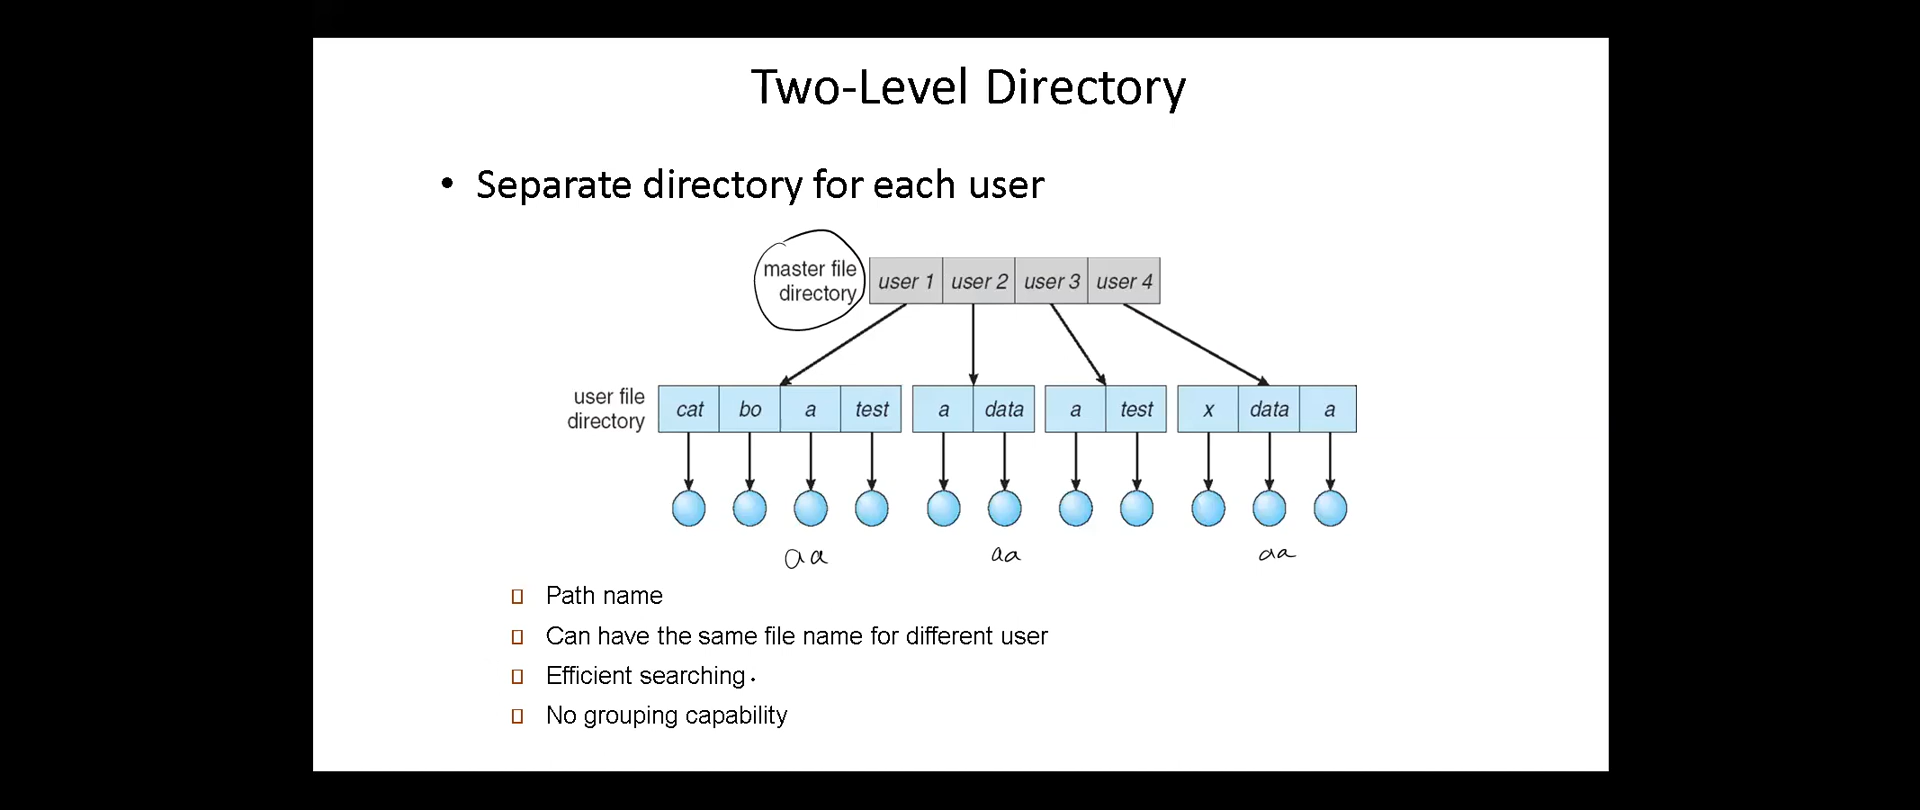 Two-Level Directory
• Separate directory for each user
master file
directory
user 1 user 2 user 3 user 4
user file
directory
cat bo a test a data a test x data a
aa aa aa
Path name
Can have the same file name for different user
Efficient searching
No grouping capability